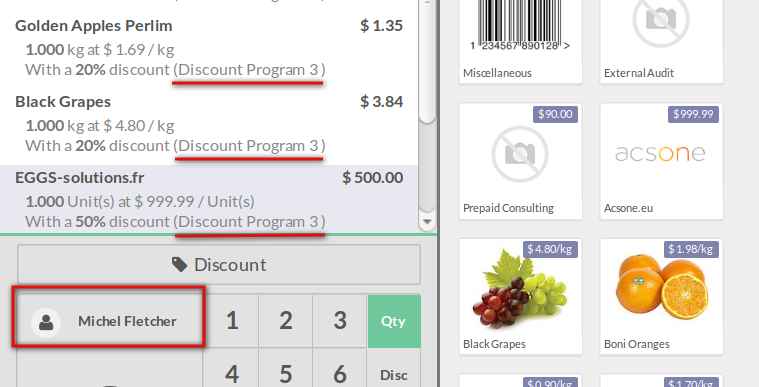 Golden Apples Perlim $ 1.35
1.000 kg at $ 1.69 / kg
With a 20% discount (Discount Program 3 )
Black Grapes $ 3.84
1.000 kg at $ 4.80 / kg
With a 20% discount (Discount Program 3 )
EGGS-solutions.fr $ 500.00
1.000 Unit(s) at $ 999.99 / Unit(s)
With a 50% discount (Discount Program 3 )
Discount
Michel Fletcher 1 2 3 Qty
4 5 6 Disc
1 234567 890128 >
Miscellaneous
External Audit
$ 90.00
Prepaid Consulting
$ 999.99
acsone
Acsone.eu
$ 4.80/kg
Black Grapes
$ 1.98/kg
Boni Oranges
$ 0.90/kg
$ 1.70/kg